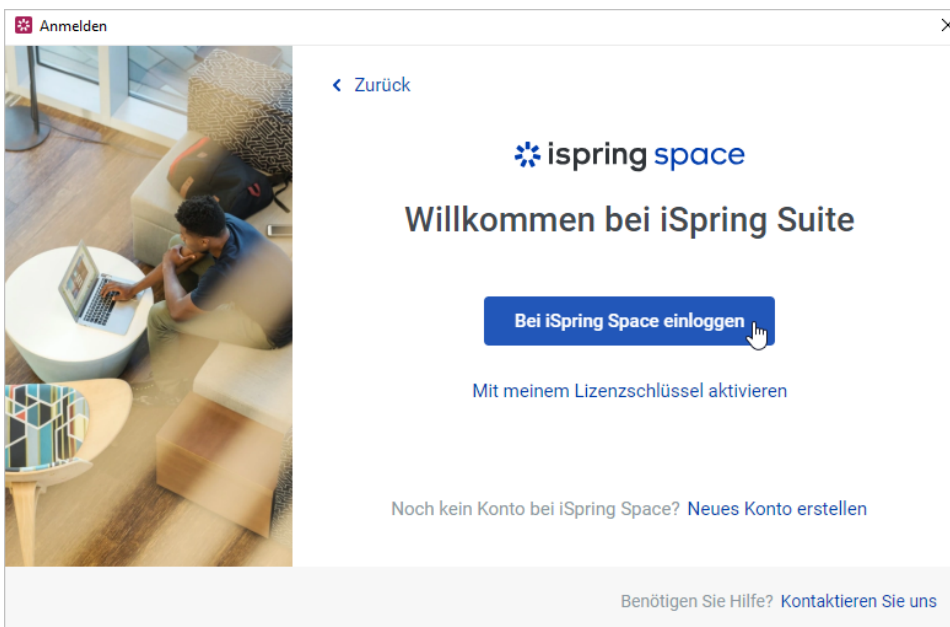 Anmelden
Zurück
ispring space
Willkommen bei iSpring Suite
Bei iSpring Space einloggen
Mit meinem Lizenzschlüssel aktivieren
Noch kein Konto bei iSpring Space? Neues Konto erstellen
Benötigen Sie Hilfe? Kontaktieren Sie uns